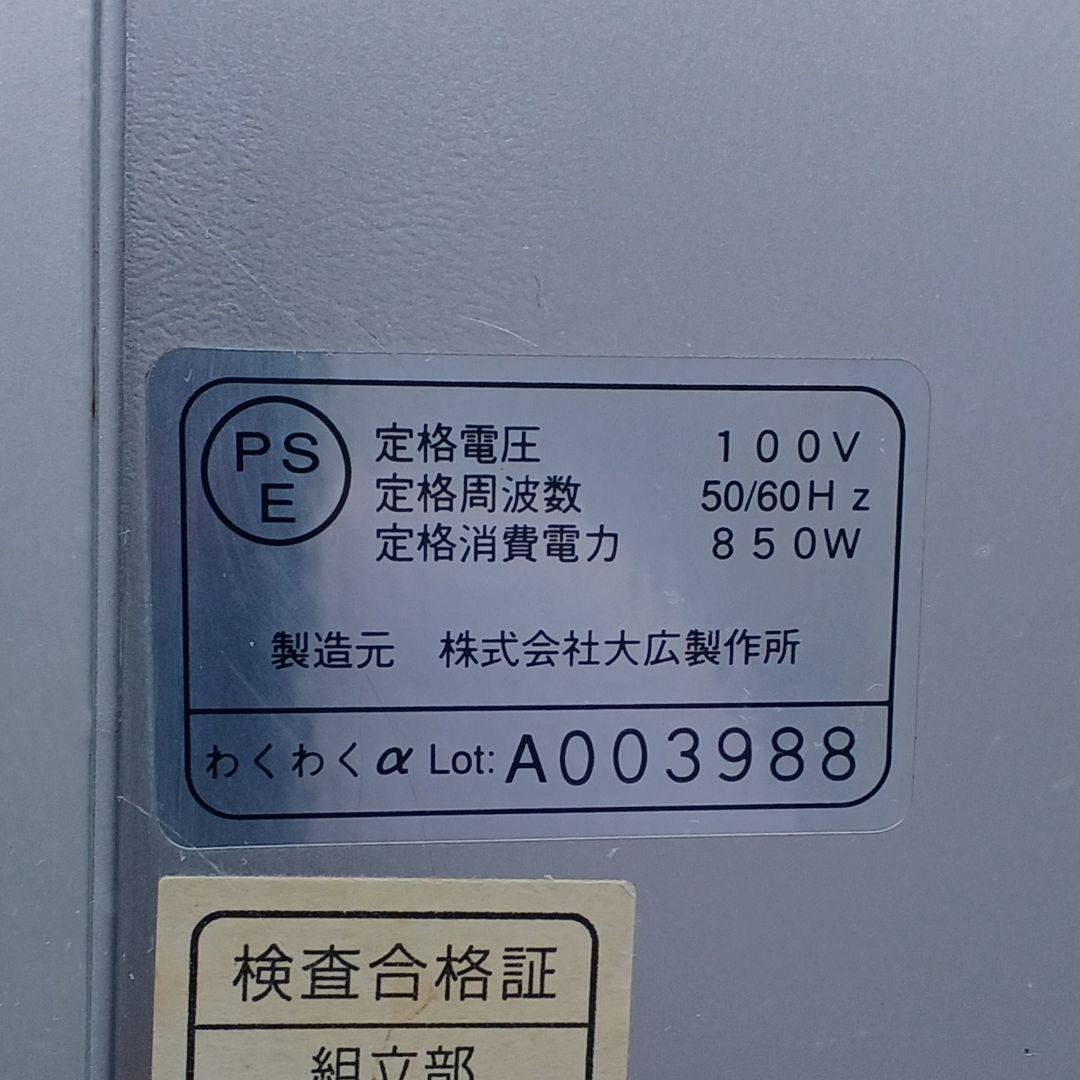 PS
E
定格電圧 100V
定格周波数 50/60Hz
定格消費電力 850W
製造元 株式会社大広製作所
わくわくα Lot: A003988
検査合格証
組立部